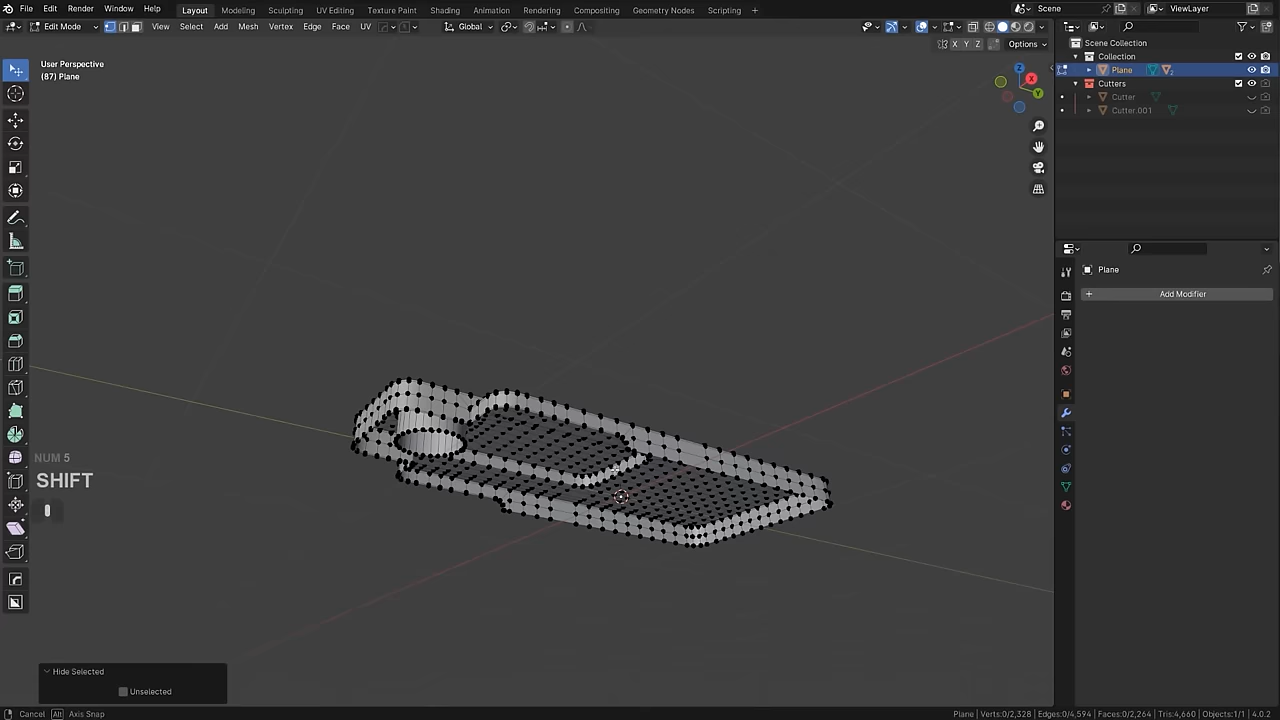 File Edit Render Window Help Layout Modeling Sculpting UV Editing Texture Paint Shading Animation Rendering Compositing Geometry Nodes Scripting + Scene ViewLayer
Edit Mode View Select Add Mesh Vertex Edge Face UV Global
X Y Z Options
User Perspective
(87) Plane
Scene Collection
Collection
Plane
2
Cutters
Cutter
Cutter.001
Z
X
Y
Plane
+ Add Modifier
NUM 5
SHIFT
Hide Selected
Unselected
Cancel Alt Axis Snap
Plane | Verts:0/2,328 | Edges:0/4,594 | Faces:0/2,264 | Tris:4,660 | Objects:1/1 | 4.0.2